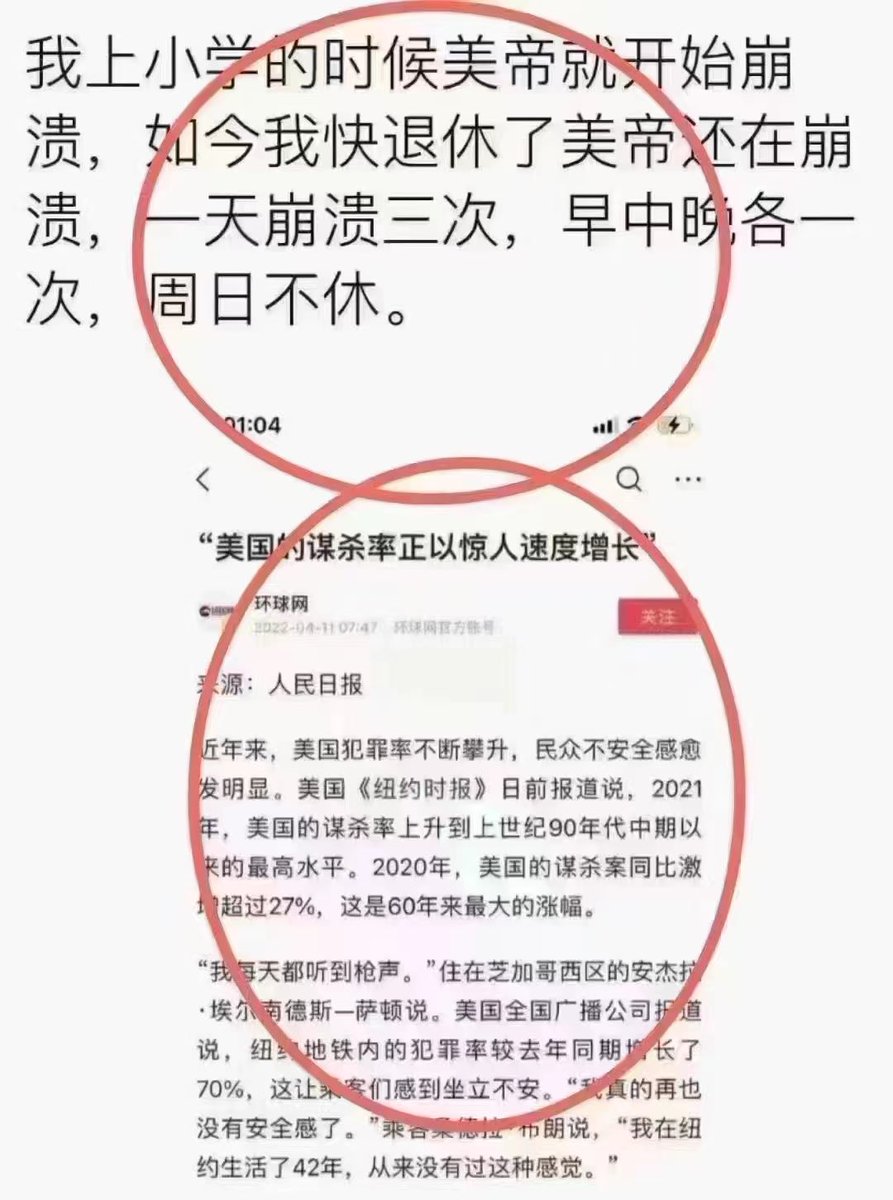 我上小学的时候美帝就开始崩
溃，如今我快退休了美帝还在崩
溃，一天崩溃三次，早中晚各一
次，周日不休。
01:04
“美国的谋杀率正以惊人速度增长”
环球网
2022-04-11 07:47 环球网官方账号
关注
来源：人民日报
近年来，美国犯罪率不断攀升，民众不安全感愈
发明显。美国《纽约时报》日前报道说，2021
年，美国的谋杀率上升到上世纪90年代中期以
来的最高水平。2020年，美国的谋杀案同比激
增超过27%，这是60年来最大的涨幅。
“我每天都听到枪声。”住在芝加哥西区的安杰拉
·埃尔南德斯—萨顿说。美国全国广播公司报道
说，纽约地铁内的犯罪率较去年同期增长了
70%，这让乘客们感到坐立不安。“我真的再也
没有安全感了。”乘客桑德拉·布朗说，“我在纽
约生活了42年，从来没有过这种感觉。”